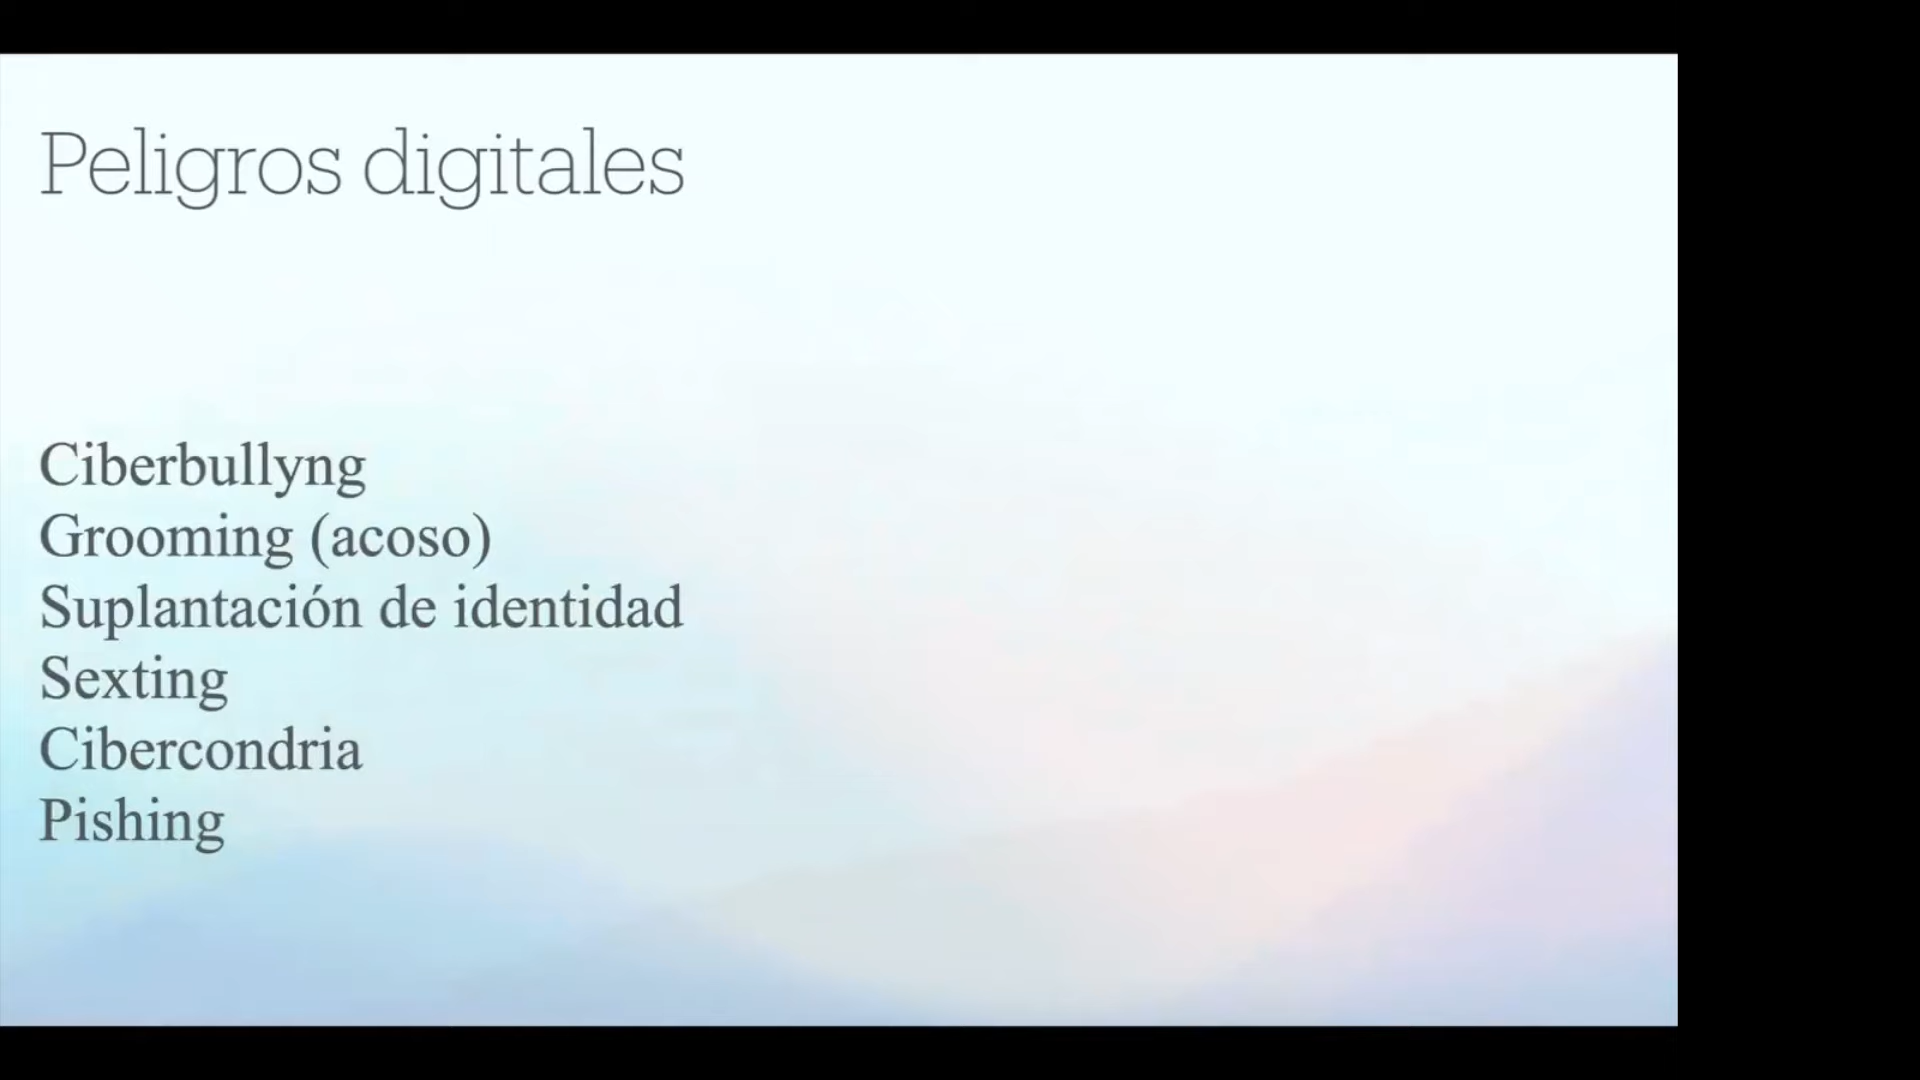 Peligros digitales
Ciberbullyng
Grooming (acoso)
Suplantación de identidad
Sexting
Cibercondria
Pishing